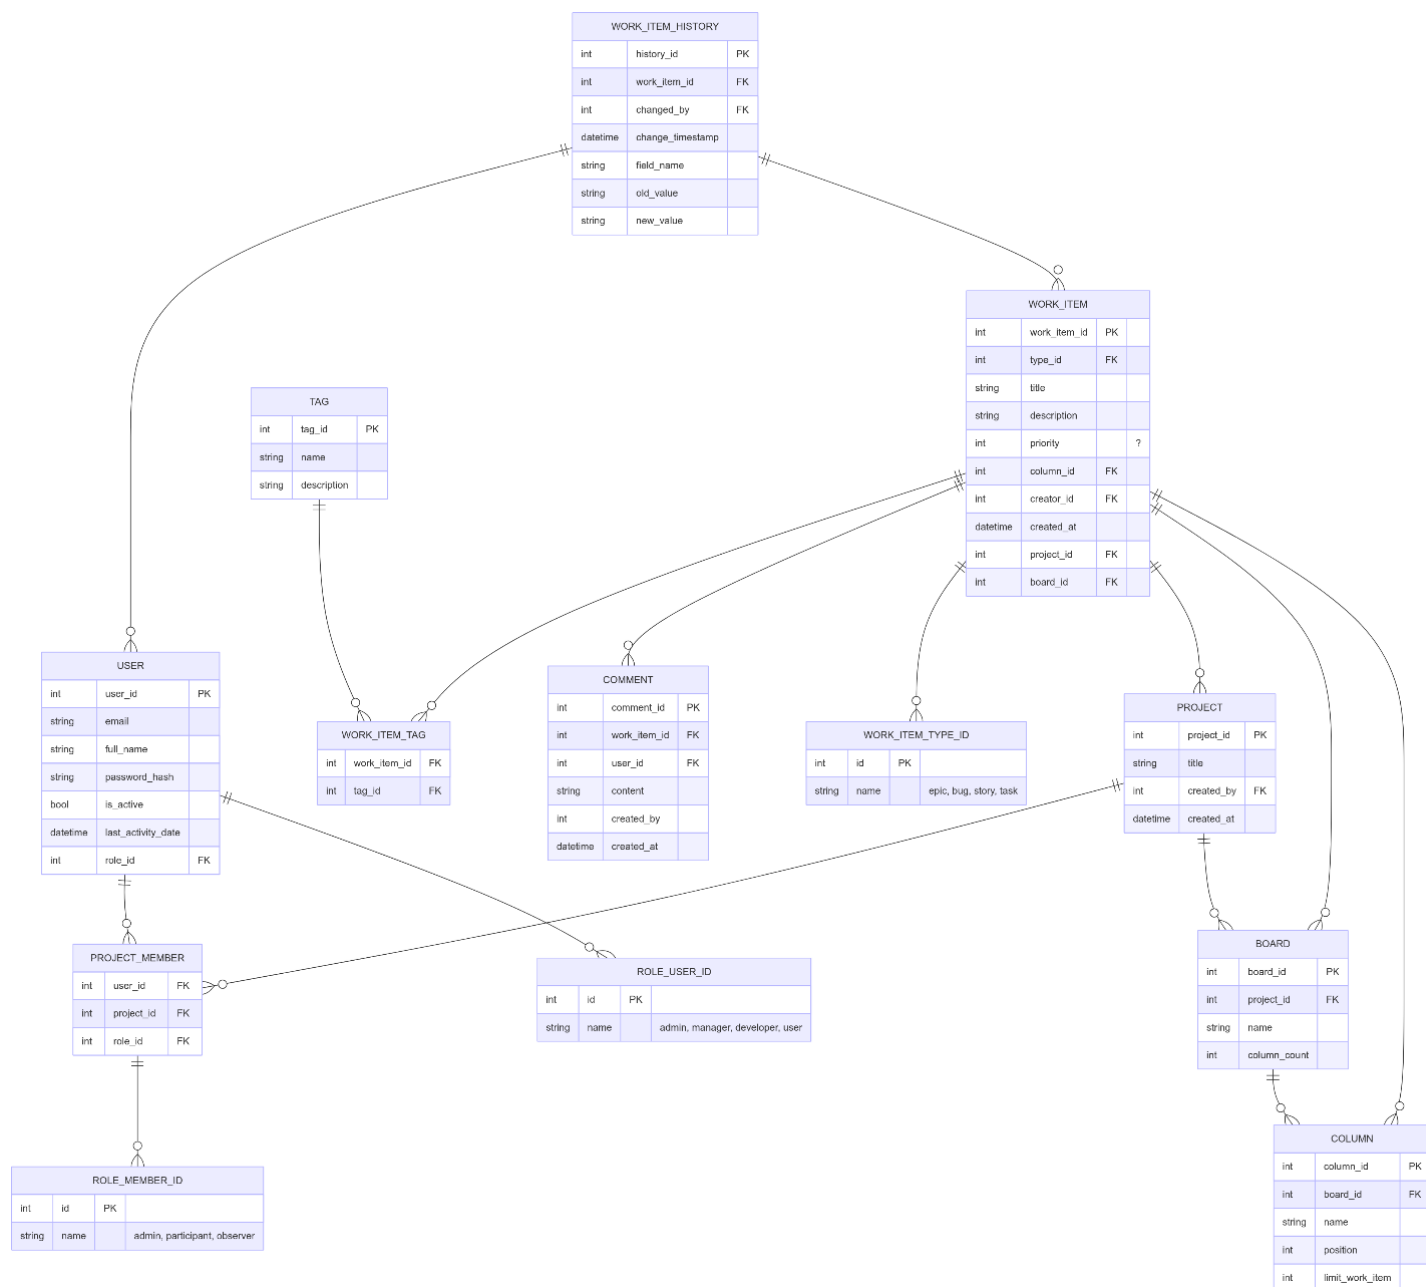 WORK_ITEM_HISTORY
int history_id PK
int work_item_id FK
int changed_by FK
datetime change_timestamp
string field_name
string old_value
string new_value
WORK_ITEM
int work_item_id PK
int type_id FK
string title
string description
int priority ?
int column_id FK
int creator_id FK
datetime created_at
int project_id FK
int board_id FK
TAG
int tag_id PK
string name
string description
USER
int user_id PK
string email
string full_name
string password_hash
bool is_active
datetime last_activity_date
int role_id FK
WORK_ITEM_TAG
int work_item_id FK
int tag_id FK
COMMENT
int comment_id PK
int work_item_id FK
int user_id FK
string content
int created_by
datetime created_at
WORK_ITEM_TYPE_ID
int id PK
string name epic, bug, story, task
PROJECT
int project_id PK
string title
int created_by FK
datetime created_at
PROJECT_MEMBER
int user_id FK
int project_id FK
int role_id FK
ROLE_USER_ID
int id PK
string name admin, manager, developer, user
BOARD
int board_id PK
int project_id FK
string name
int column_count
ROLE_MEMBER_ID
int id PK
string name admin, participant, observer
COLUMN
int column_id PK
int board_id FK
string name
int position
int limit_work_item